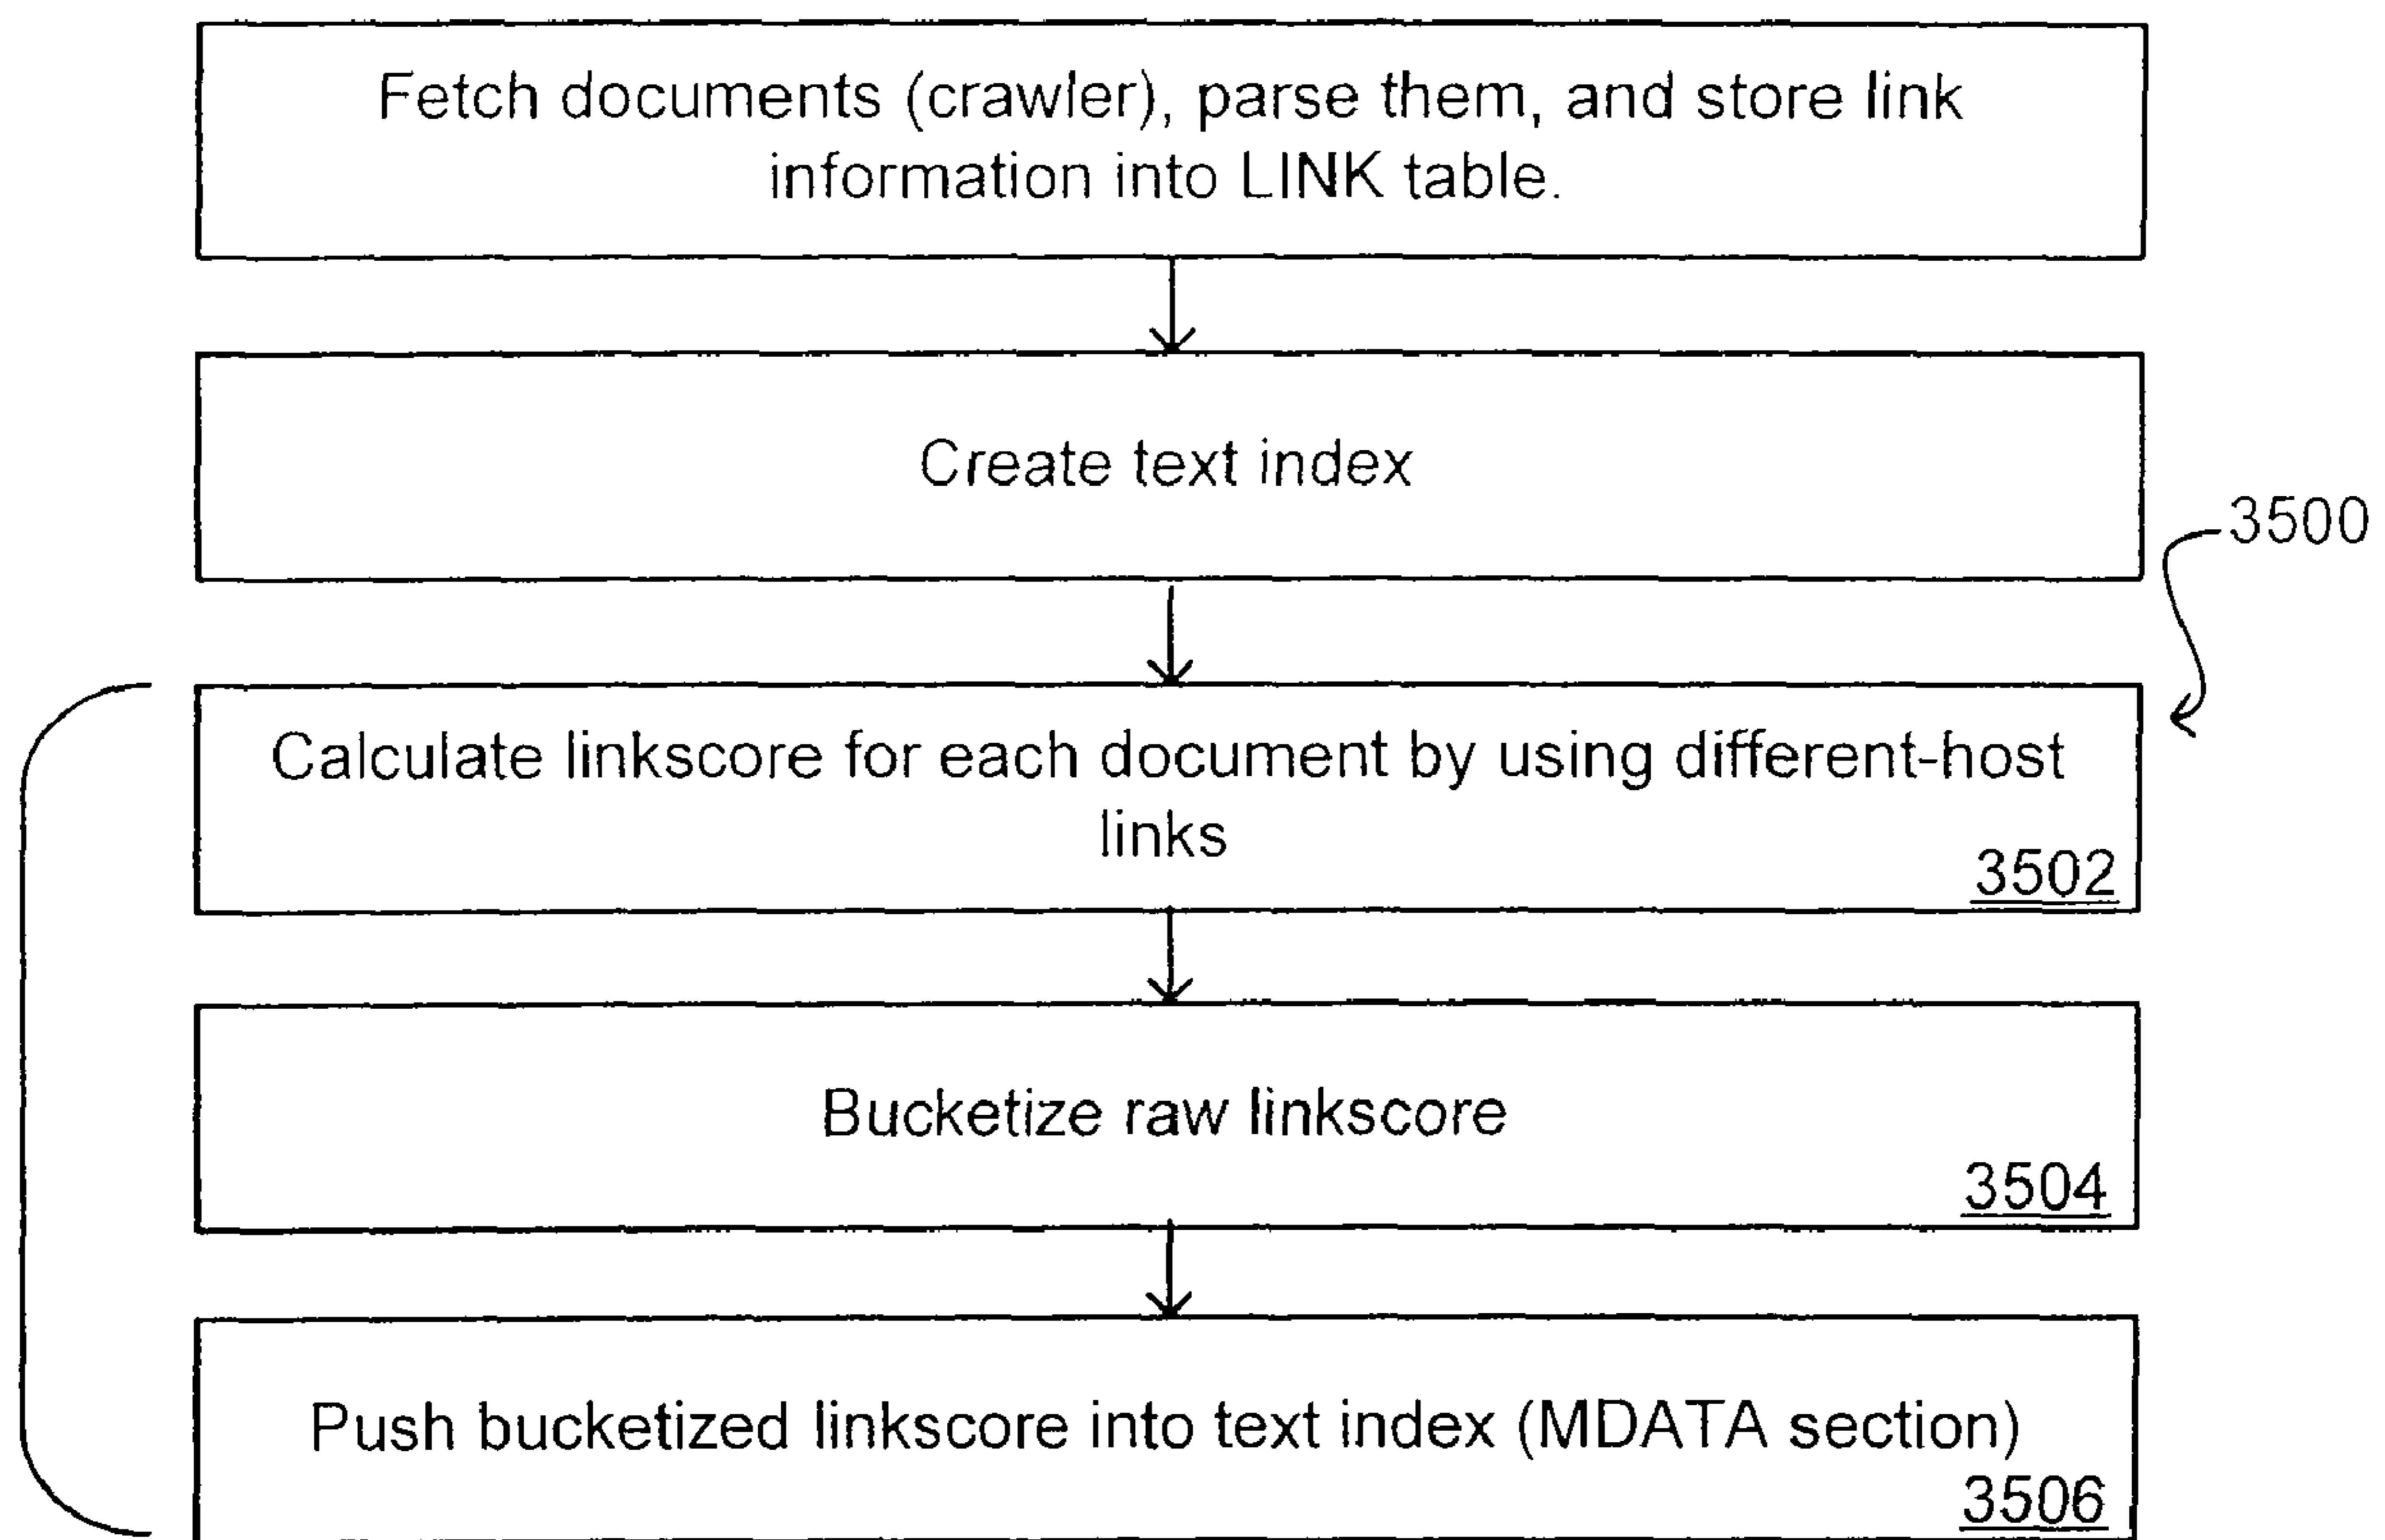 Fetch documents (crawler), parse them, and store link
information into LINK table.
Create text index
3500
Calculate linkscore for each document by using different-host
links
3502
Bucketize raw linkscore
3504
Push bucketized linkscore into text index (MDATA section)
3506